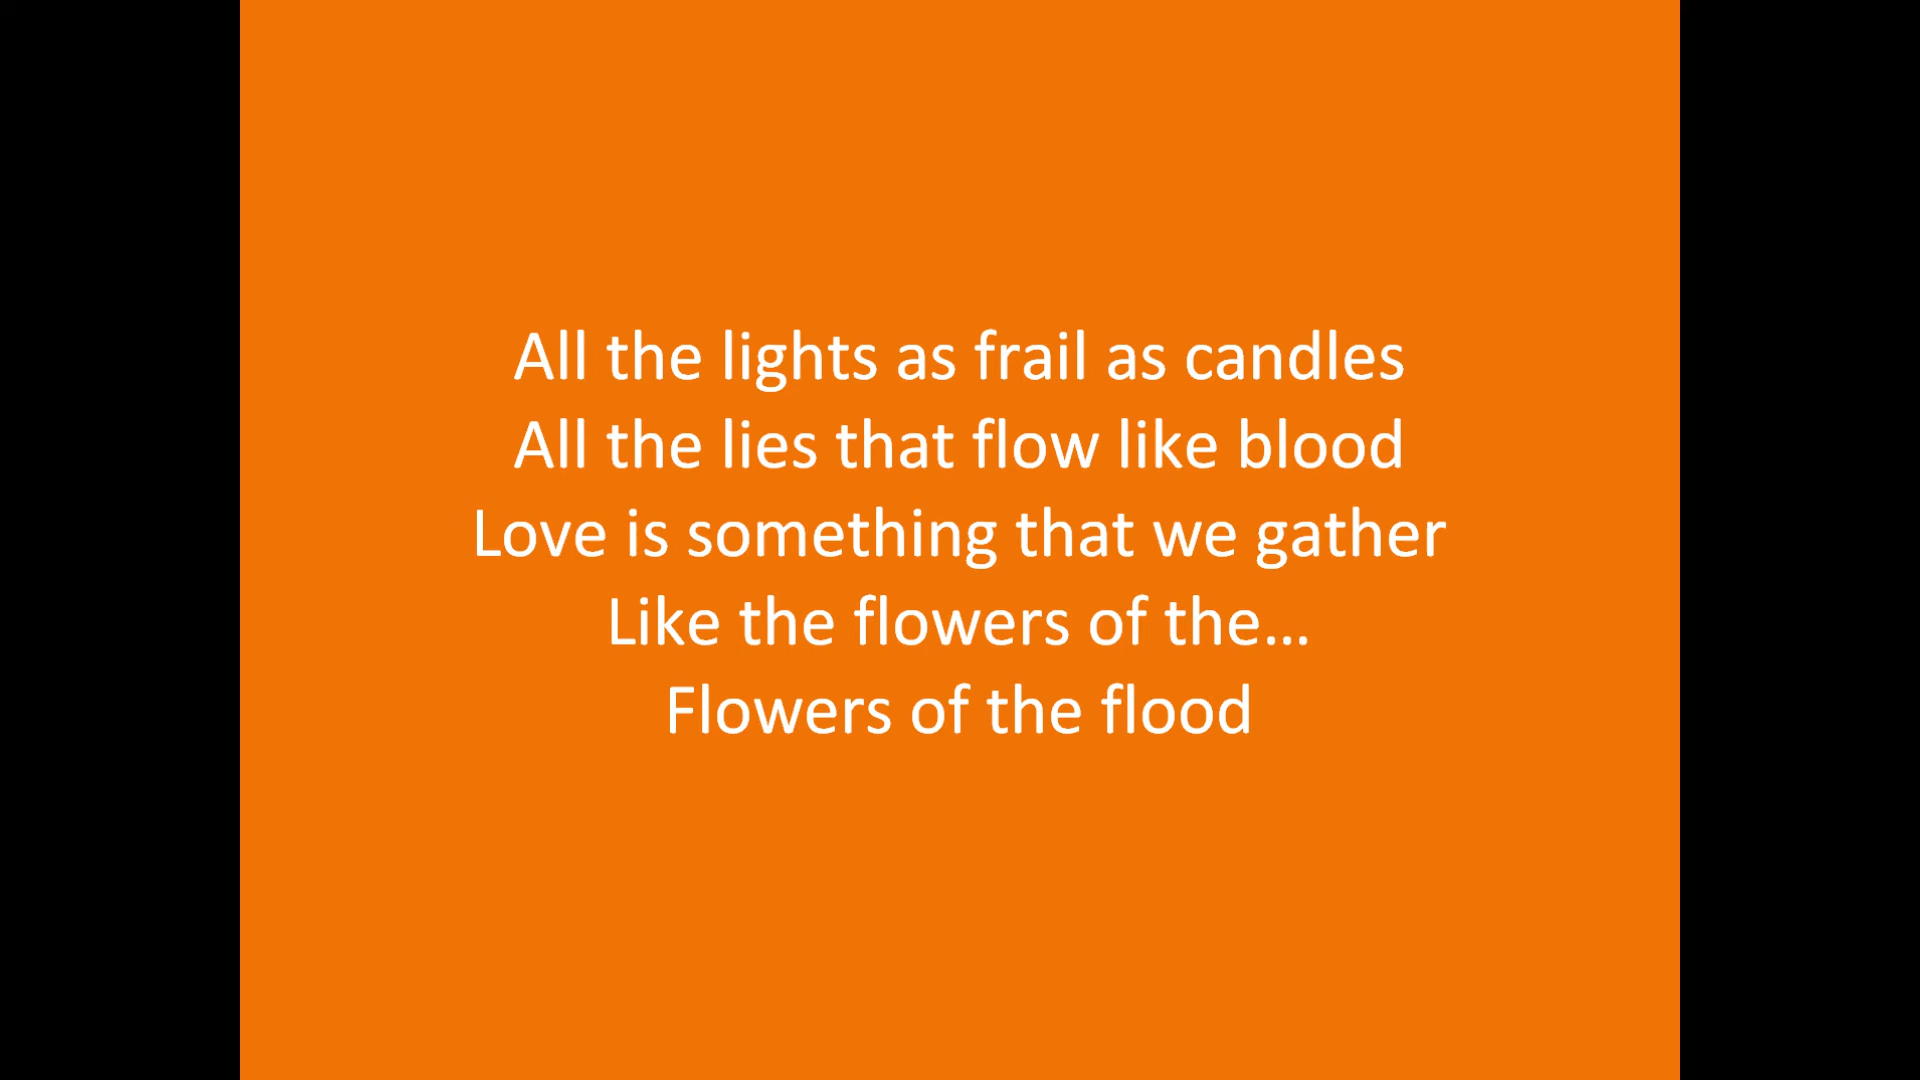 All the lights as frail as candles
All the lies that flow like blood
Love is something that we gather
Like the flowers of the...
Flowers of the flood